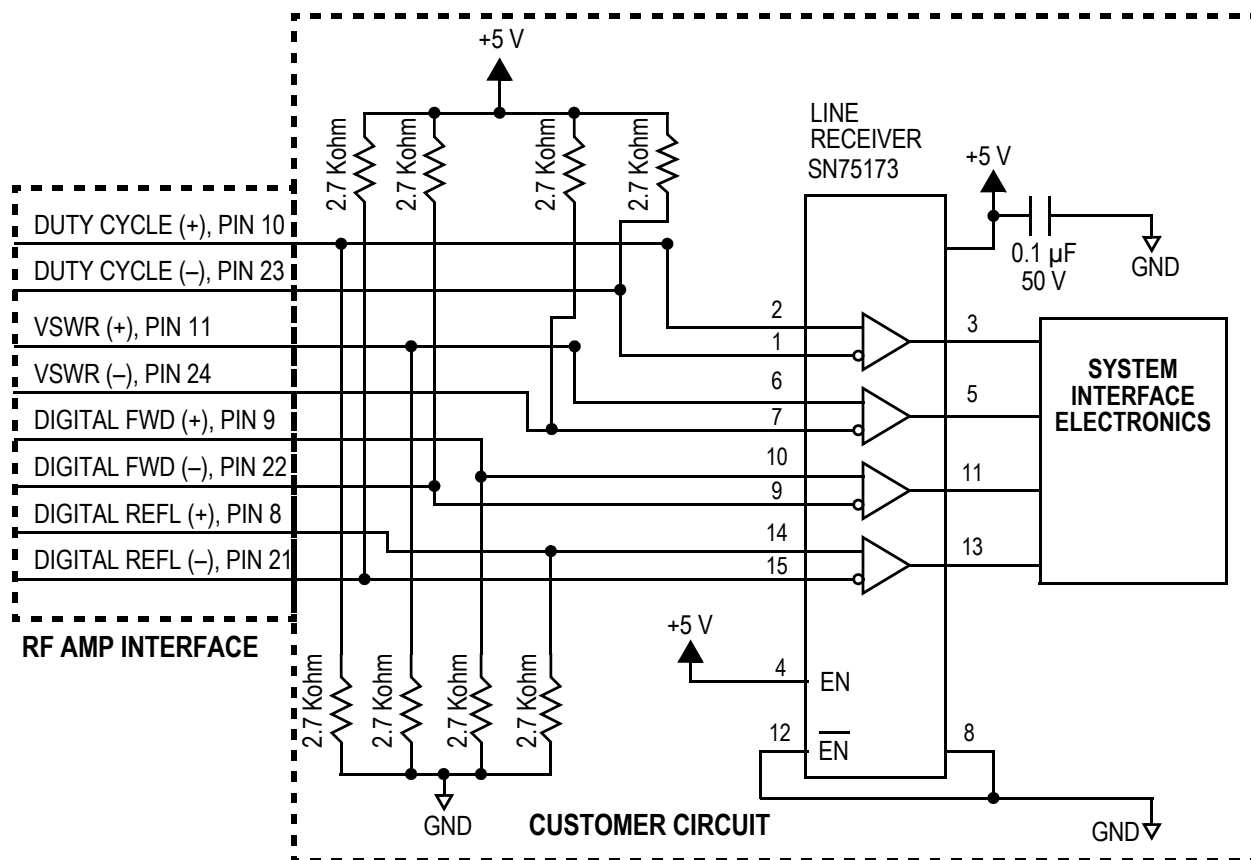 +5 V
2.7 Kohm
2.7 Kohm
2.7 Kohm
2.7 Kohm
LINE
RECEIVER
SN75173
+5 V
0.1 µF
50 V
GND
DUTY CYCLE (+), PIN 10
DUTY CYCLE (–), PIN 23
VSWR (+), PIN 11
VSWR (–), PIN 24
DIGITAL FWD (+), PIN 9
DIGITAL FWD (–), PIN 22
DIGITAL REFL (+), PIN 8
DIGITAL REFL (–), PIN 21
RF AMP INTERFACE
2
1
6
7
10
9
14
15
3
5
11
13
SYSTEM
INTERFACE
ELECTRONICS
+5 V
4
EN
12
EN
8
2.7 Kohm
2.7 Kohm
2.7 Kohm
2.7 Kohm
GND
CUSTOMER CIRCUIT
GND